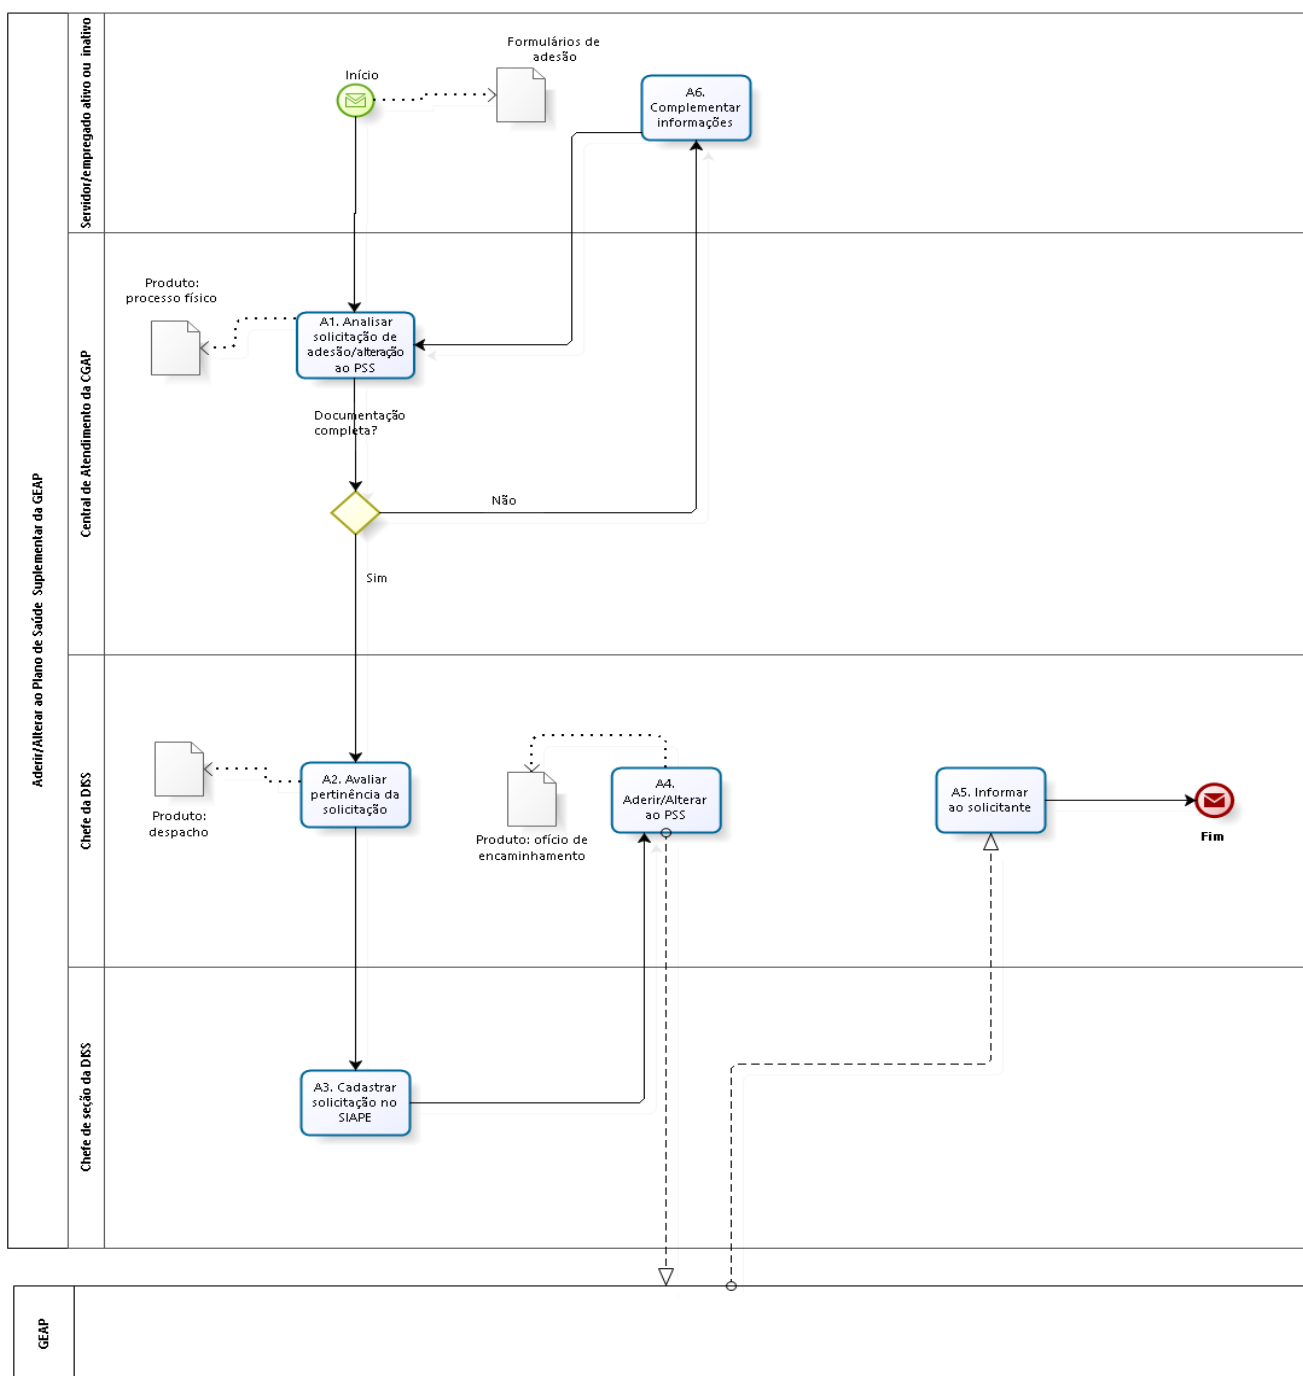 Aderir/Alterar ao Plano de Saúde Suplementar da GEAP
Servidor/empregado ativo ou inativo
Início
Formulários de
adesão
A6.
Complementar
informações
Central de Atendimento da CGAP
Produto:
processo físico
A1. Analisar
solicitação de
adesão/alteração
ao PSS
Documentação
completa?
Não
Sim
Chefe da DISS
Produto:
despacho
A2. Avaliar
pertinência da
solicitação
Produto: ofício de
encaminhamento
A4.
Aderir/Alterar
ao PSS
A5. Informar
ao solicitante
Fim
Chefe de seção da DISS
A3. Cadastrar
solicitação no
SIAPE
GEAP